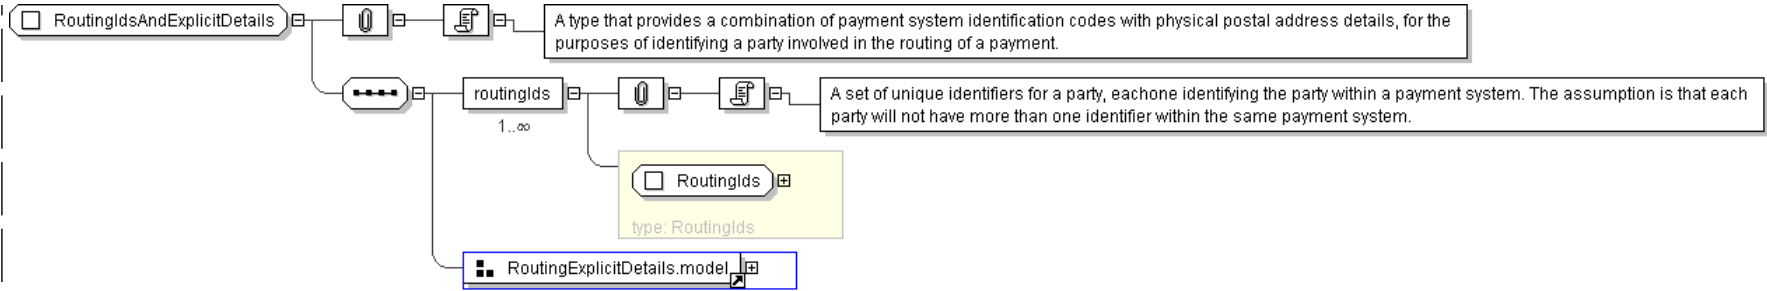 RoutingIdsAndExplicitDetails
A type that provides a combination of payment system identification codes with physical postal address details, for the
purposes of identifying a party involved in the routing of a payment.
routingIds
1..∞
A set of unique identifiers for a party, eachone identifying the party within a payment system. The assumption is that each
party will not have more than one identifier within the same payment system.
RoutingIds
type: RoutingIds
RoutingExplicitDetails.model